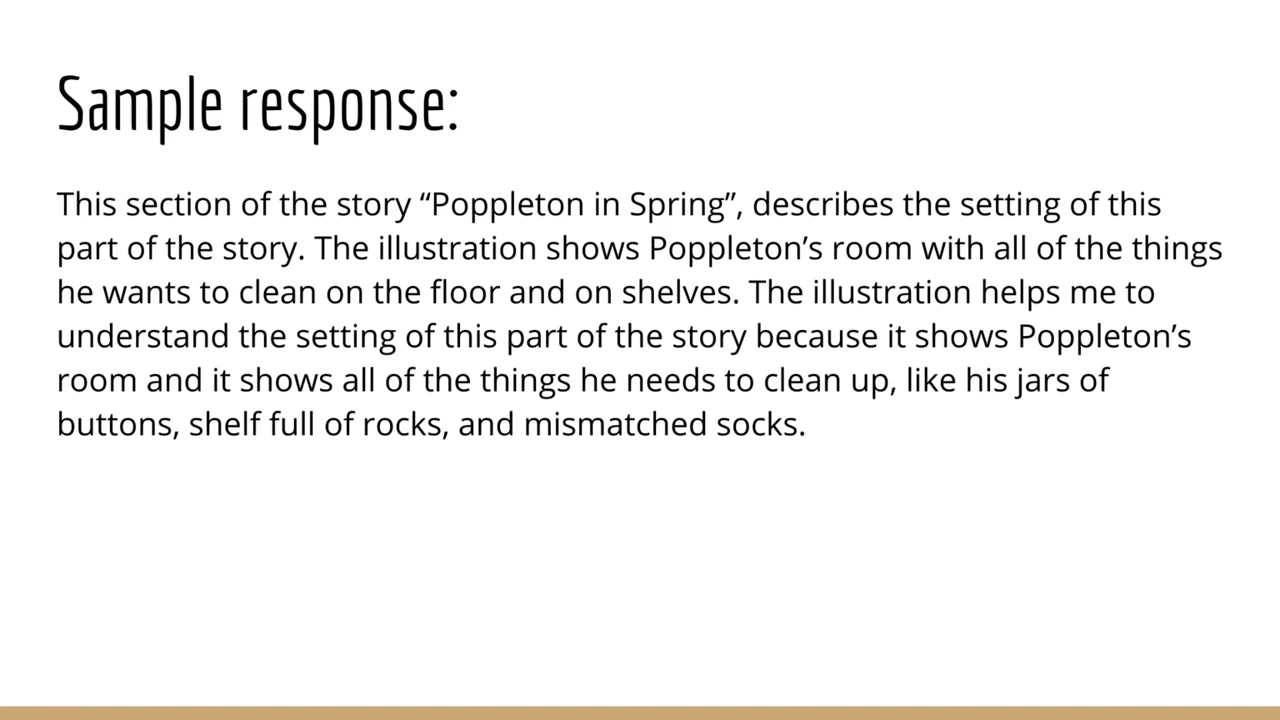 Sample response:
This section of the story “Poppleton in Spring”, describes the setting of this
part of the story. The illustration shows Poppleton’s room with all of the things
he wants to clean on the floor and on shelves. The illustration helps me to
understand the setting of this part of the story because it shows Poppleton’s
room and it shows all of the things he needs to clean up, like his jars of
buttons, shelf full of rocks, and mismatched socks.